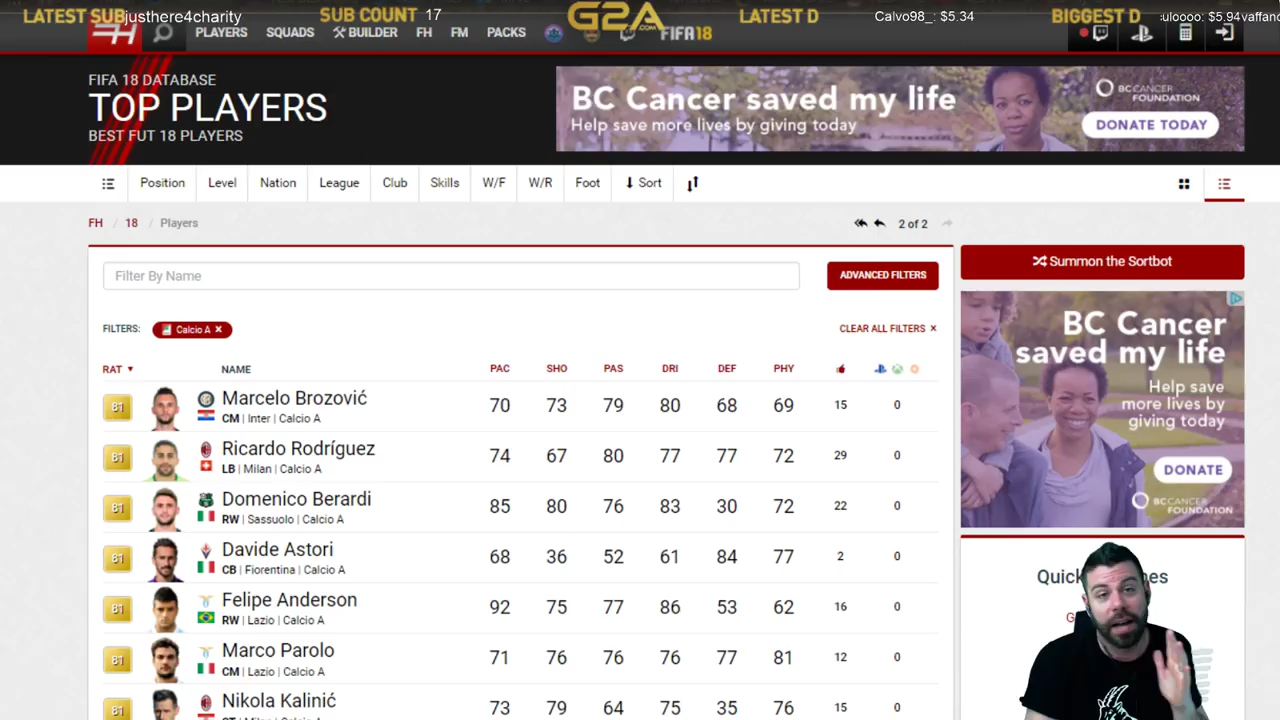 LATEST SUB justhere4charity SUB COUNT 17 G2A .COM LATEST D Calvo98_: $5.34 BIGGEST D :uloooo: $5.94vaffanc
PLAYERS SQUADS BUILDER FH FM PACKS FIFA18
FIFA 18 DATABASE
TOP PLAYERS
BEST FUT 18 PLAYERS
BC Cancer saved my life
Help save more lives by giving today
BC CANCER
FOUNDATION
DONATE TODAY
Position Level Nation League Club Skills W/F W/R Foot Sort
FH / 18 / Players
2 of 2
Filter By Name
ADVANCED FILTERS
Summon the Sortbot
FILTERS: Calcio A ×
CLEAR ALL FILTERS ×
RAT NAME PAC SHO PAS DRI DEF PHY
81 Marcelo Brozović 70 73 79 80 68 69 15 0
CM | Inter | Calcio A
81 Ricardo Rodríguez 74 67 80 77 77 72 29 0
LB | Milan | Calcio A
81 Domenico Berardi 85 80 76 83 30 72 22 0
RW | Sassuolo | Calcio A
81 Davide Astori 68 36 52 61 84 77 2 0
CB | Fiorentina | Calcio A
81 Felipe Anderson 92 75 77 86 53 62 16 0
RW | Lazio | Calcio A
81 Marco Parolo 71 76 76 76 77 81 12 0
CM | Lazio | Calcio A
81 Nikola Kalinić 73 79 64 75 35 76 15 0
ST | Milan | Calcio A
BC Cancer
saved my life
Help save
more lives by
giving today
DONATE
BC CANCER
FOUNDATION
Quick